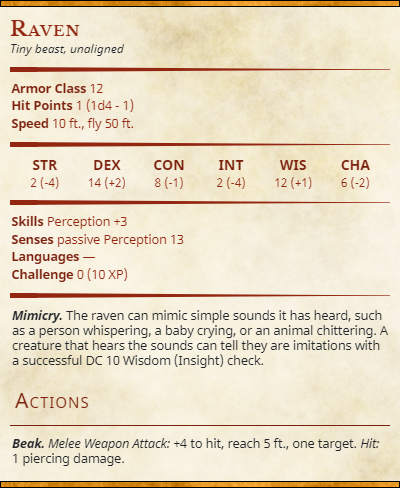 Raven
Tiny beast, unaligned
Armor Class 12
Hit Points 1 (1d4 - 1)
Speed 10 ft., fly 50 ft.
STR DEX CON INT WIS CHA
2 (-4) 14 (+2) 8 (-1) 2 (-4) 12 (+1) 6 (-2)
Skills Perception +3
Senses passive Perception 13
Languages —
Challenge 0 (10 XP)
Mimicry. The raven can mimic simple sounds it has heard, such
as a person whispering, a baby crying, or an animal chittering. A
creature that hears the sounds can tell they are imitations with
a successful DC 10 Wisdom (Insight) check.
Actions
Beak. Melee Weapon Attack: +4 to hit, reach 5 ft., one target. Hit:
1 piercing damage.